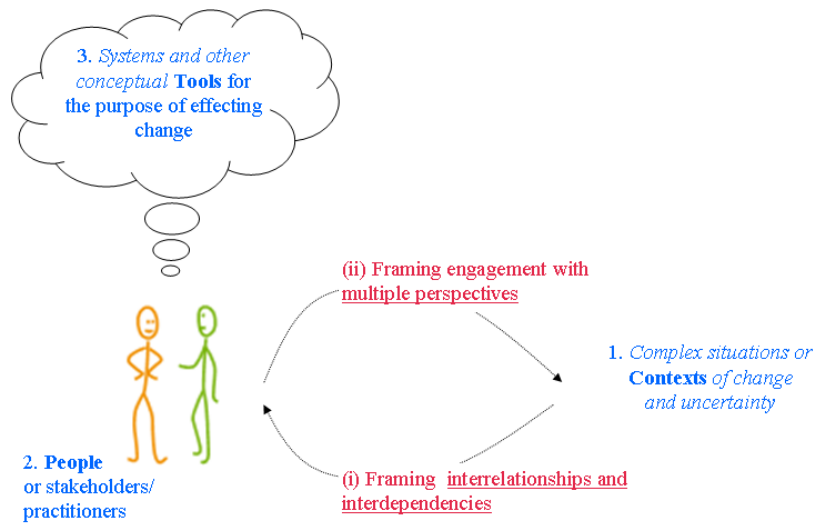 3. Systems and other
conceptual Tools for
the purpose of effecting
change
(ii) Framing engagement with
multiple perspectives
1. Complex situations or
Contexts of change
and uncertainty
2. People
or stakeholders/
practitioners
(i) Framing interrelationships and
interdependencies